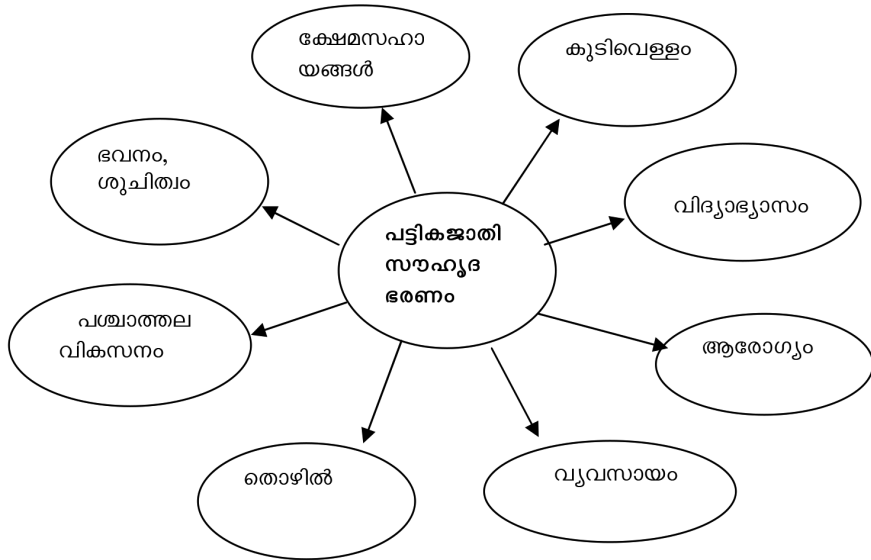 ക്ഷേമസഹാ
യങ്ങൾ
കുടിവെള്ളം
ഭവനം,
ശുചിത്വം
വിദ്യാഭ്യാസം
പട്ടികജാതി
സൗഹൃദ
ഭരണം
പശ്ചാത്തല
വികസനം
ആരോഗ്യം
തൊഴിൽ
വ്യവസായം